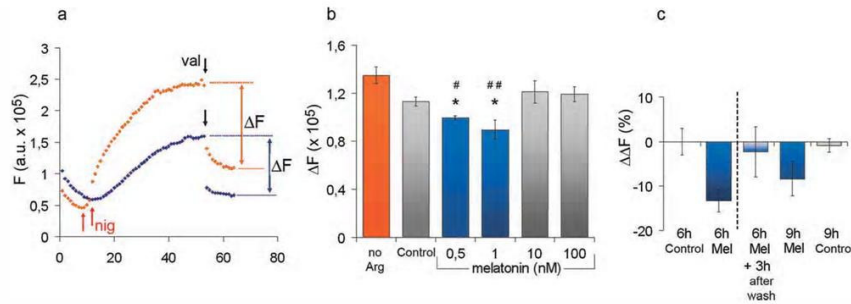 a
F (a.u. x 10⁵)
3
2,5
2
1,5
1
0,5
0
0
20
40
60
80
val
ΔF
ΔF
nig
b
ΔF (x 10⁵)
1,6
1,2
0,8
0,4
0
#
*
##
*
no
Arg
Control
0,5
1
10
100
melatonin (nM)
c
ΔΔF (%)
10
0
-10
-20
6h
Control
6h
Mel
6h
Mel
+ 3h
after
wash
9h
Mel
9h
Control